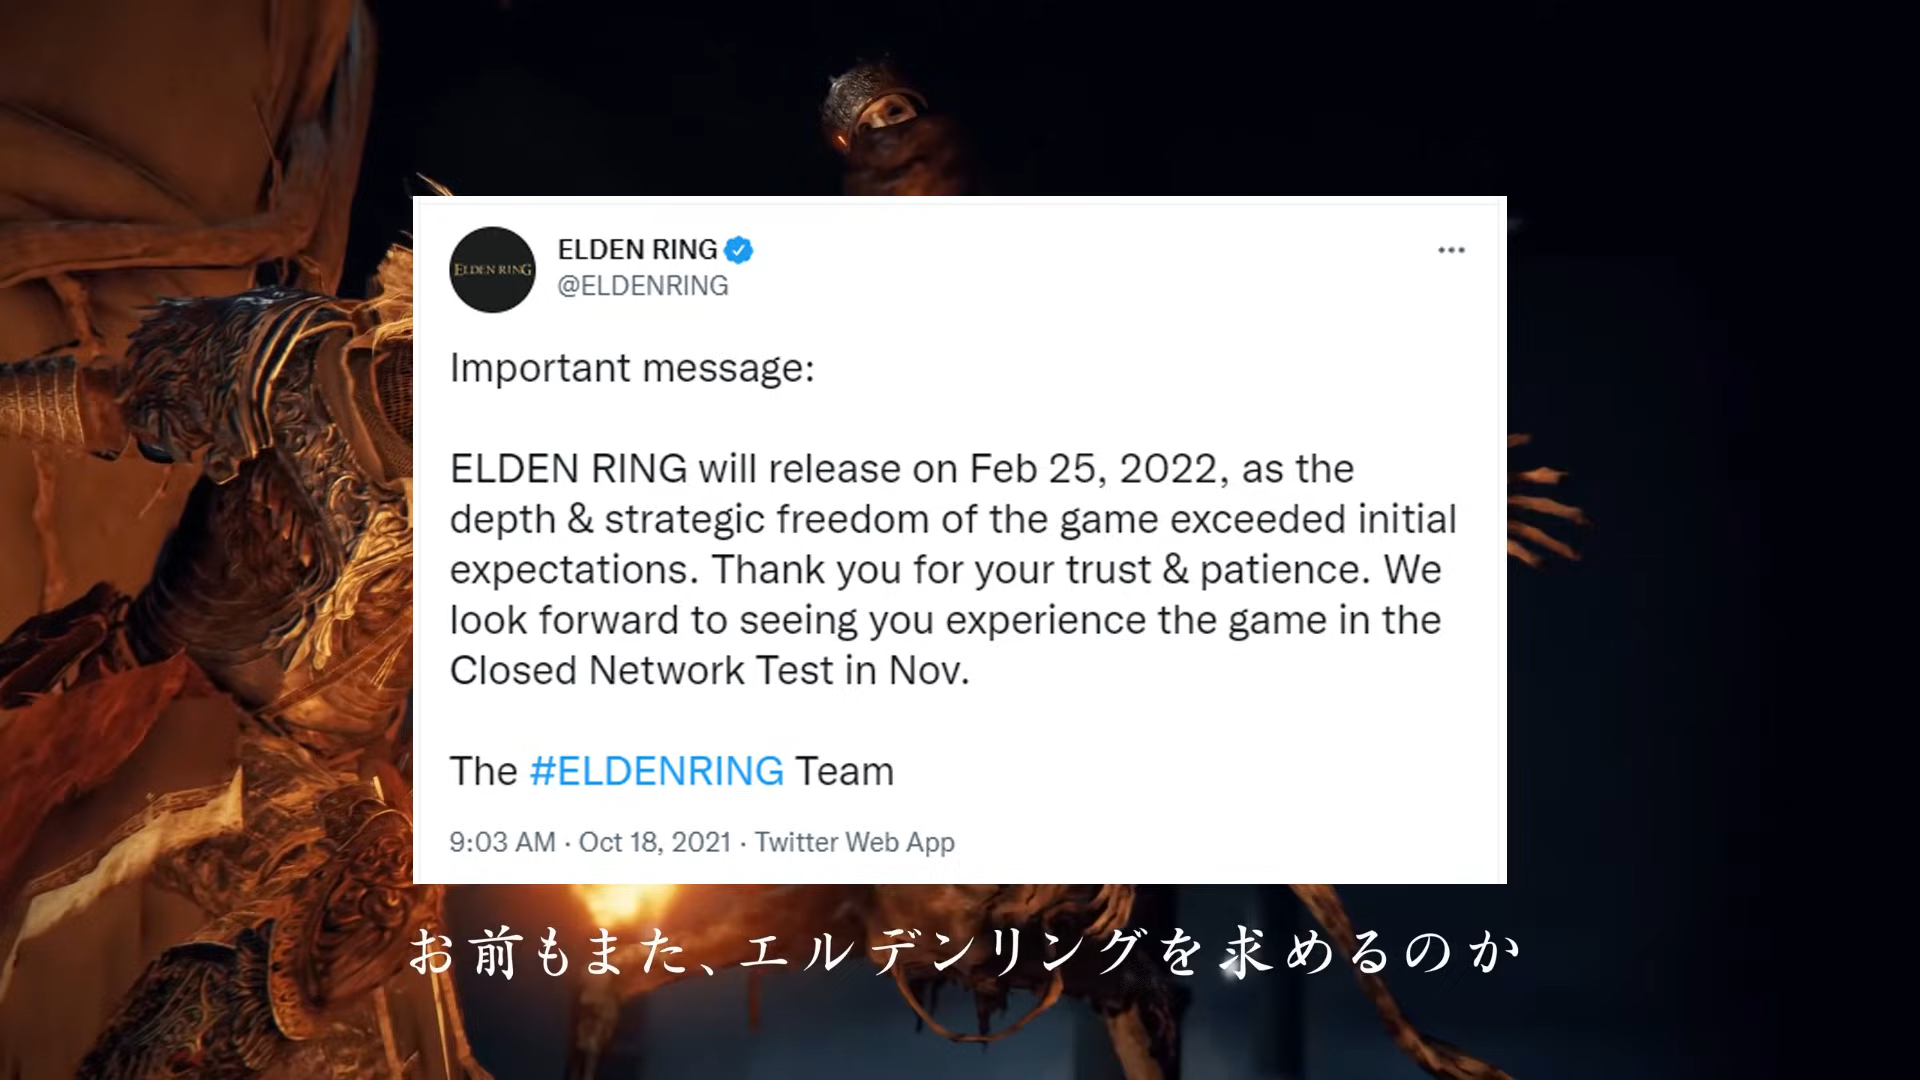 ELDEN RING
ELDEN RING
@ELDENRING
Important message:
ELDEN RING will release on Feb 25, 2022, as the
depth & strategic freedom of the game exceeded initial
expectations. Thank you for your trust & patience. We
look forward to seeing you experience the game in the
Closed Network Test in Nov.
The #ELDENRING Team
9:03 AM · Oct 18, 2021 · Twitter Web App
お前もまた、エルデンリングを求めるのか